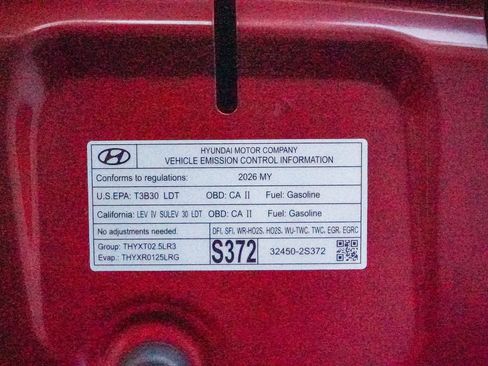 HYUNDAI MOTOR COMPANY
VEHICLE EMISSION CONTROL INFORMATION
Conforms to regulations: 2026 MY
U.S.EPA: T3B30 LDT OBD: CA II Fuel: Gasoline
California: LEV IV SULEV 30 LDT OBD: CA II Fuel: Gasoline
No adjustments needed. DFI, SFI, WR-HO2S, HO2S, WU-TWC, TWC, EGR, EGRC
Group: THYXT02.5LR3
Evap.: THYXR0125LRG
S372
32450-2S372